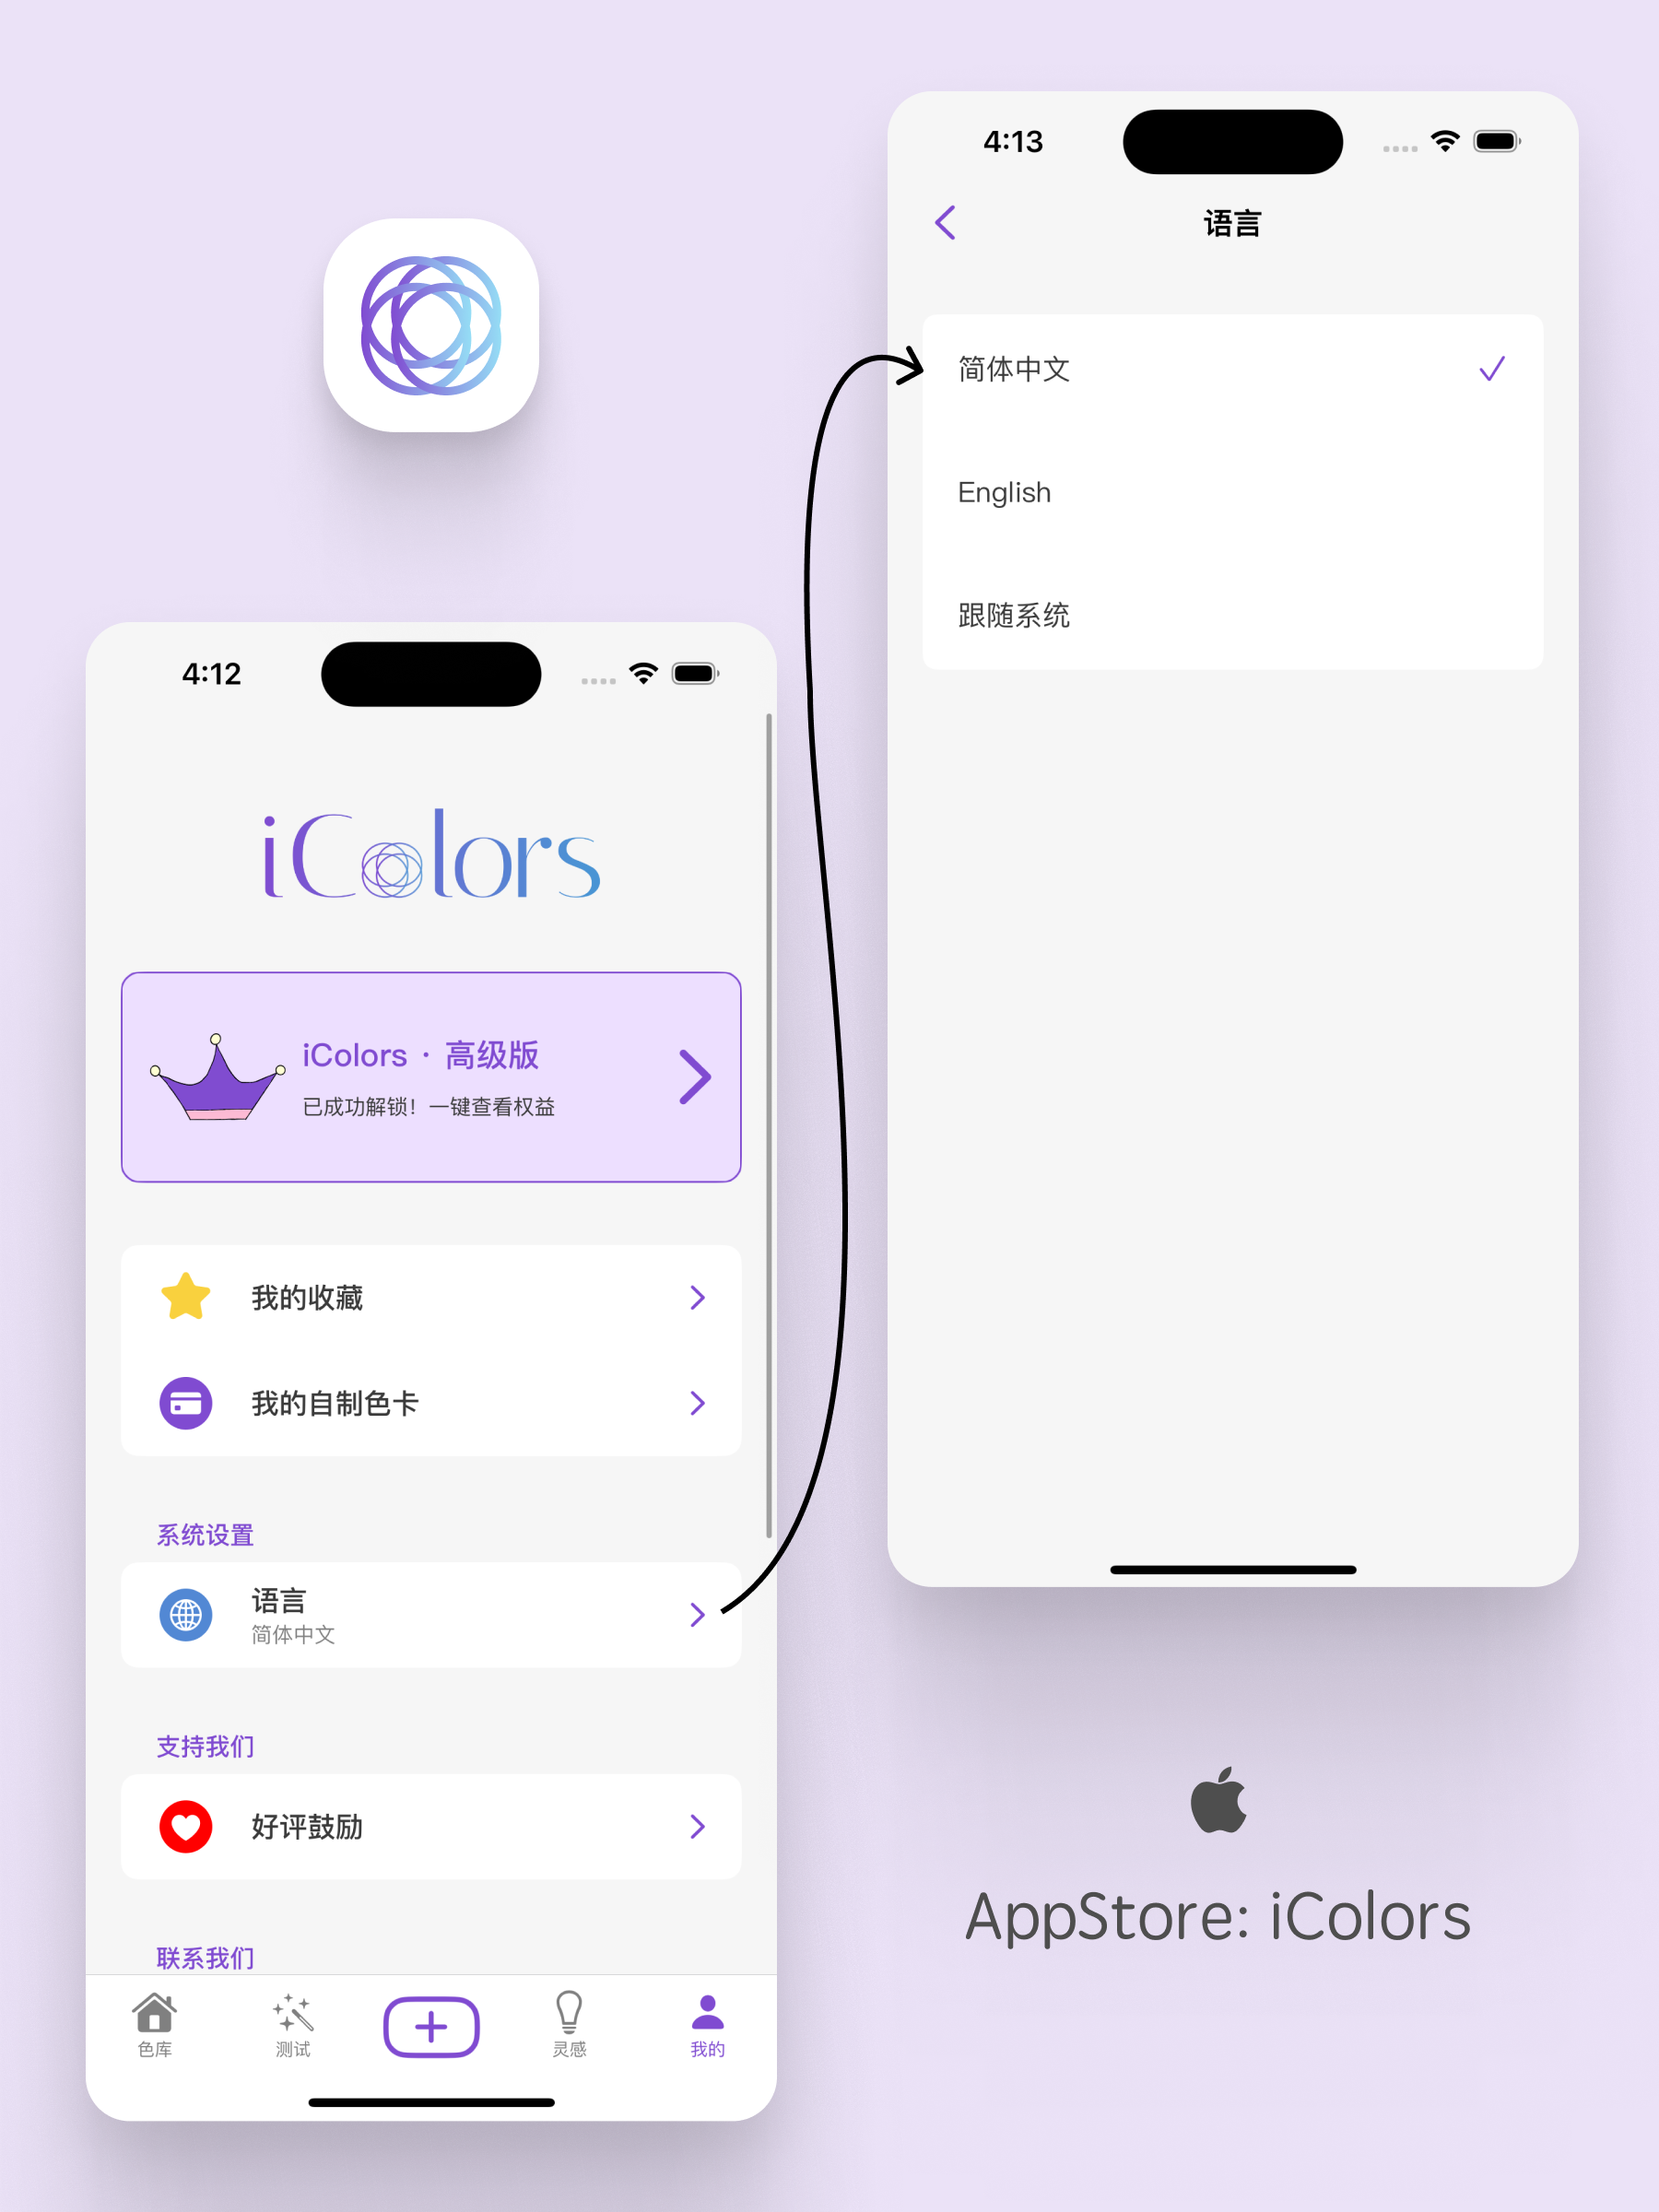 4:12
iColors
iColors · 高级版
已成功解锁！一键查看权益
我的收藏
我的自制色卡
系统设置
语言
简体中文
支持我们
好评鼓励
联系我们
色库
测试
灵感
我的
4:13
语言
简体中文
English
跟随系统
AppStore: iColors